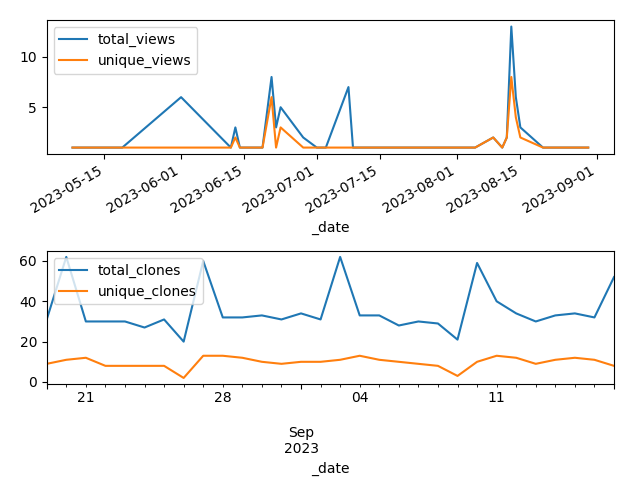 total_views
unique_views
10
5
2023-05-15 2023-06-01 2023-06-15 2023-07-01 2023-07-15 2023-08-01 2023-08-15 2023-09-01
_date
total_clones
unique_clones
60
40
20
0
21 28 04 11
Sep
2023
_date